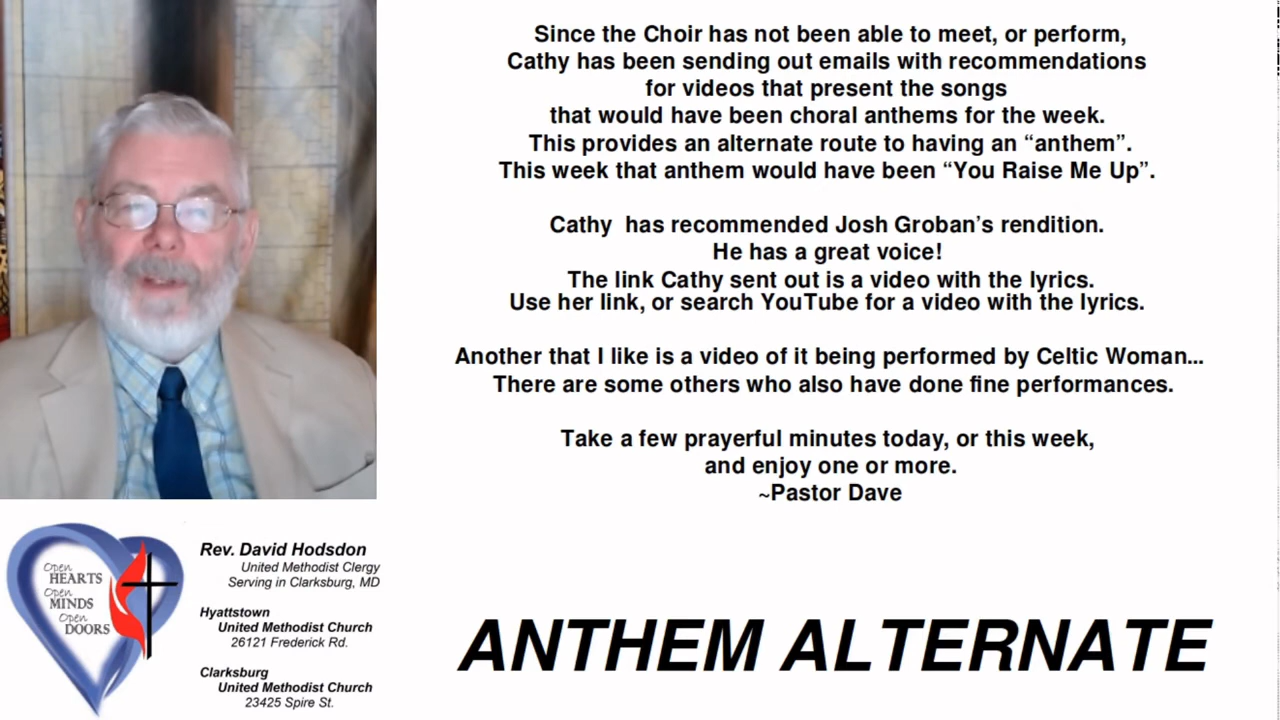 Since the Choir has not been able to meet, or perform,
Cathy has been sending out emails with recommendations
for videos that present the songs
that would have been choral anthems for the week.
This provides an alternate route to having an “anthem”.
This week that anthem would have been “You Raise Me Up”.
Cathy  has recommended Josh Groban’s rendition.
He has a great voice!
The link Cathy sent out is a video with the lyrics.
Use her link, or search YouTube for a video with the lyrics.
Another that I like is a video of it being performed by Celtic Woman...
There are some others who also have done fine performances.
Take a few prayerful minutes today, or this week,
and enjoy one or more.
~Pastor Dave
Open
HEARTS
Open
MINDS
Open
DOORS
Rev. David Hodsdon
United Methodist Clergy
Serving in Clarksburg, MD
Hyattstown
United Methodist Church
26121 Frederick Rd.
Clarksburg
United Methodist Church
23425 Spire St.
ANTHEM ALTERNATE